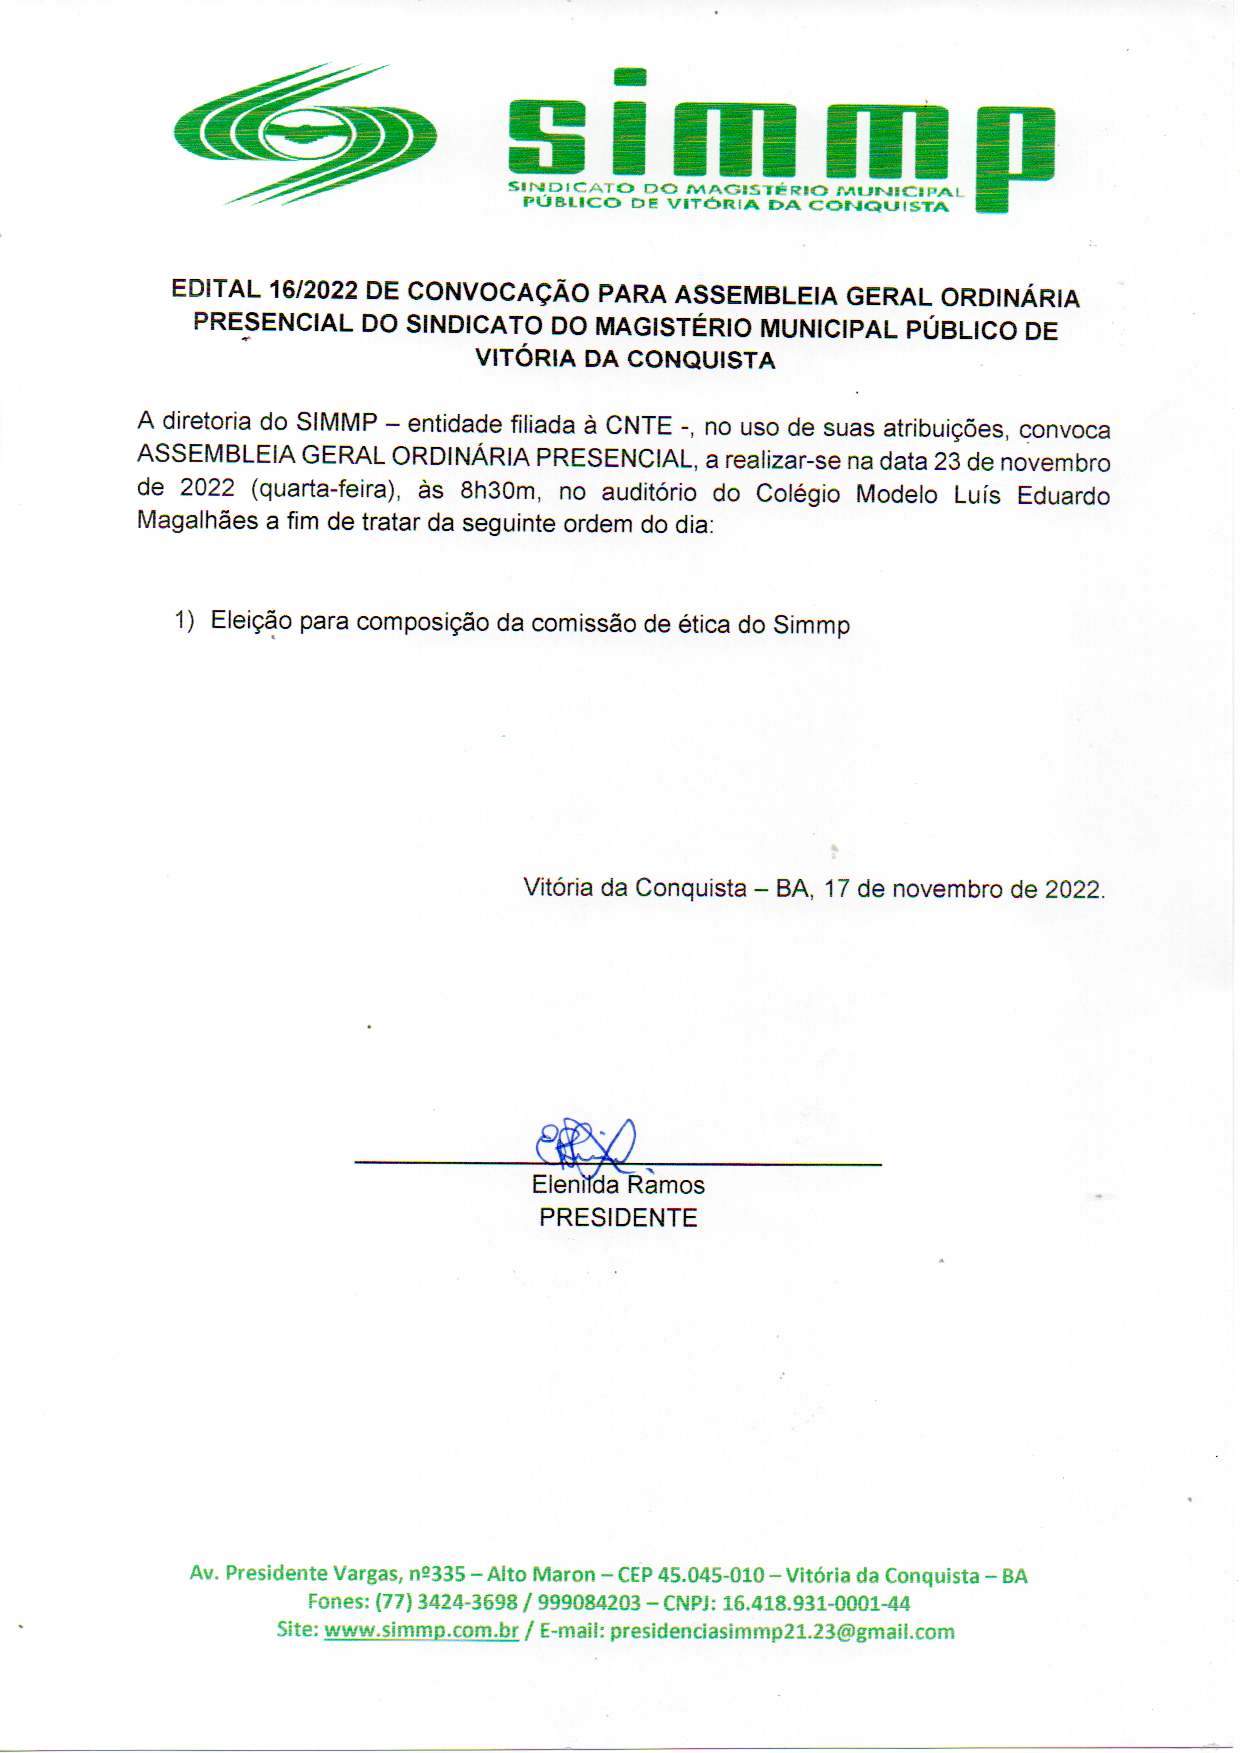 simmp
SINDICATO DO MAGISTÉRIO MUNICIPAL
PÚBLICO DE VITÓRIA DA CONQUISTA
EDITAL 16/2022 DE CONVOCAÇÃO PARA ASSEMBLEIA GERAL ORDINÁRIA
PRESENCIAL DO SINDICATO DO MAGISTÉRIO MUNICIPAL PÚBLICO DE
VITÓRIA DA CONQUISTA
A diretoria do SIMMP – entidade filiada à CNTE -, no uso de suas atribuições, convoca
ASSEMBLEIA GERAL ORDINÁRIA PRESENCIAL, a realizar-se na data 23 de novembro
de 2022 (quarta-feira), às 8h30m, no auditório do Colégio Modelo Luís Eduardo
Magalhães a fim de tratar da seguinte ordem do dia:
1) Eleição para composição da comissão de ética do Simmp
Vitória da Conquista – BA, 17 de novembro de 2022.
Elenilda Ramos
PRESIDENTE
Av. Presidente Vargas, nº335 – Alto Maron – CEP 45.045-010 – Vitória da Conquista – BA
Fones: (77) 3424-3698 / 999084203 – CNPJ: 16.418.931-0001-44
Site: www.simmp.com.br / E-mail: presidenciasimmp21.23@gmail.com